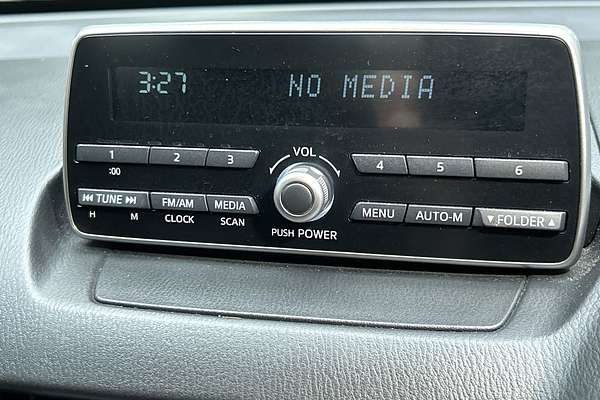 3:27 NO MEDIA
1 2 3 VOL 4 5 6
:00
⏮ TUNE ⏭ FM/AM MEDIA MENU AUTO-M ▼FOLDER▲
H M CLOCK SCAN PUSH POWER